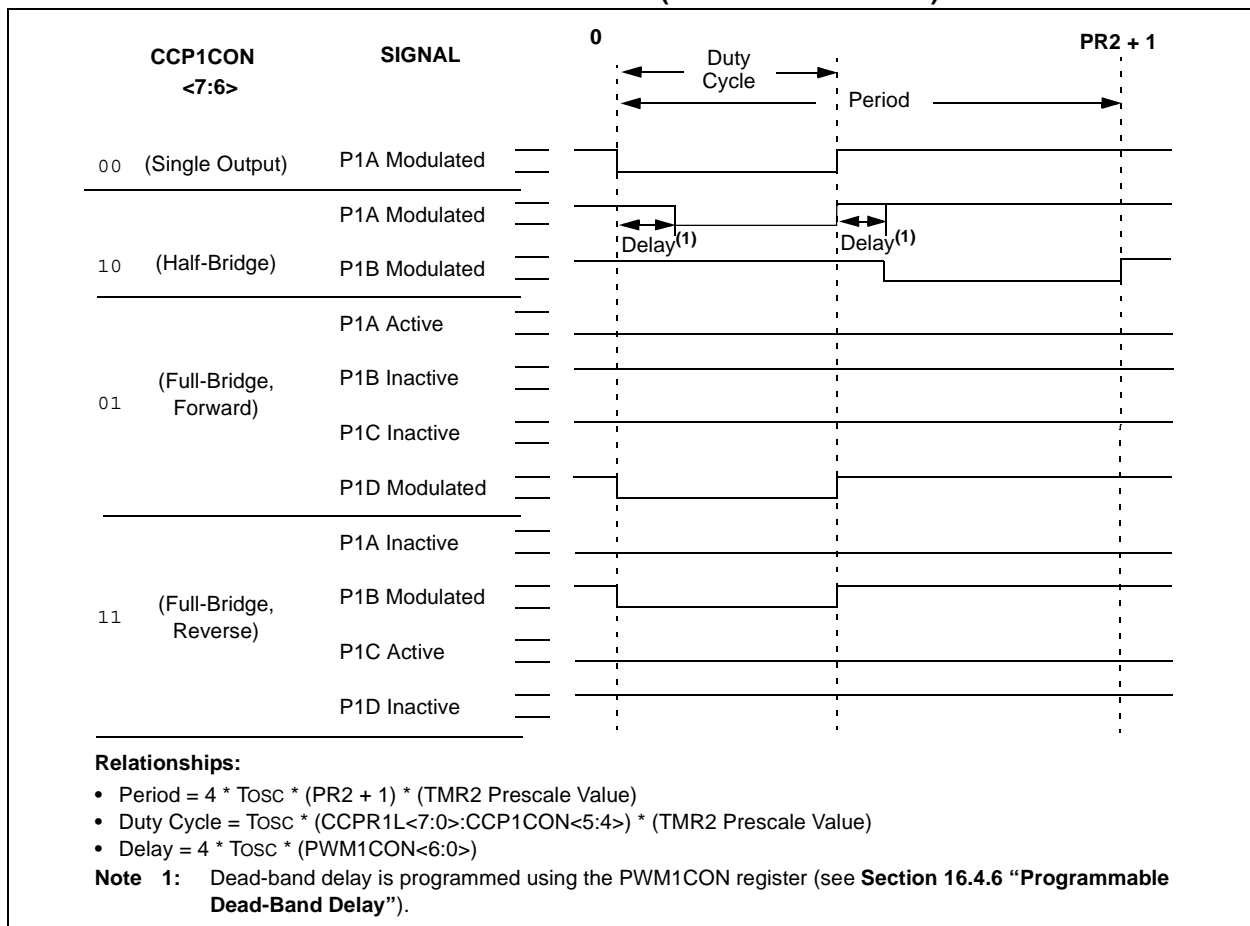 0
PR2 + 1
CCP1CON
<7:6>
SIGNAL
Duty
Cycle
Period
00 (Single Output) P1A Modulated
P1A Modulated
Delay(1) Delay(1)
10 (Half-Bridge) P1B Modulated
P1A Active
P1B Inactive
01 (Full-Bridge,
Forward)
P1C Inactive
P1D Modulated
P1A Inactive
P1B Modulated
11 (Full-Bridge,
Reverse)
P1C Active
P1D Inactive
Relationships:
• Period = 4 * TOSC * (PR2 + 1) * (TMR2 Prescale Value)
• Duty Cycle = TOSC * (CCPR1L<7:0>:CCP1CON<5:4>) * (TMR2 Prescale Value)
• Delay = 4 * TOSC * (PWM1CON<6:0>)
Note 1: Dead-band delay is programmed using the PWM1CON register (see Section 16.4.6 “Programmable
Dead-Band Delay”).